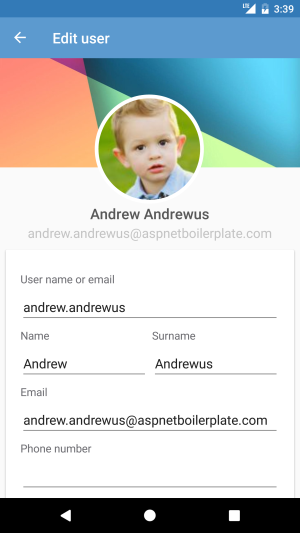 LTE 3:39
Edit user
Andrew Andrewus
andrew.andrewus@aspnetboilerplate.com
User name or email
andrew.andrewus
Name Surname
Andrew Andrewus
Email
andrew.andrewus@aspnetboilerplate.com
Phone number